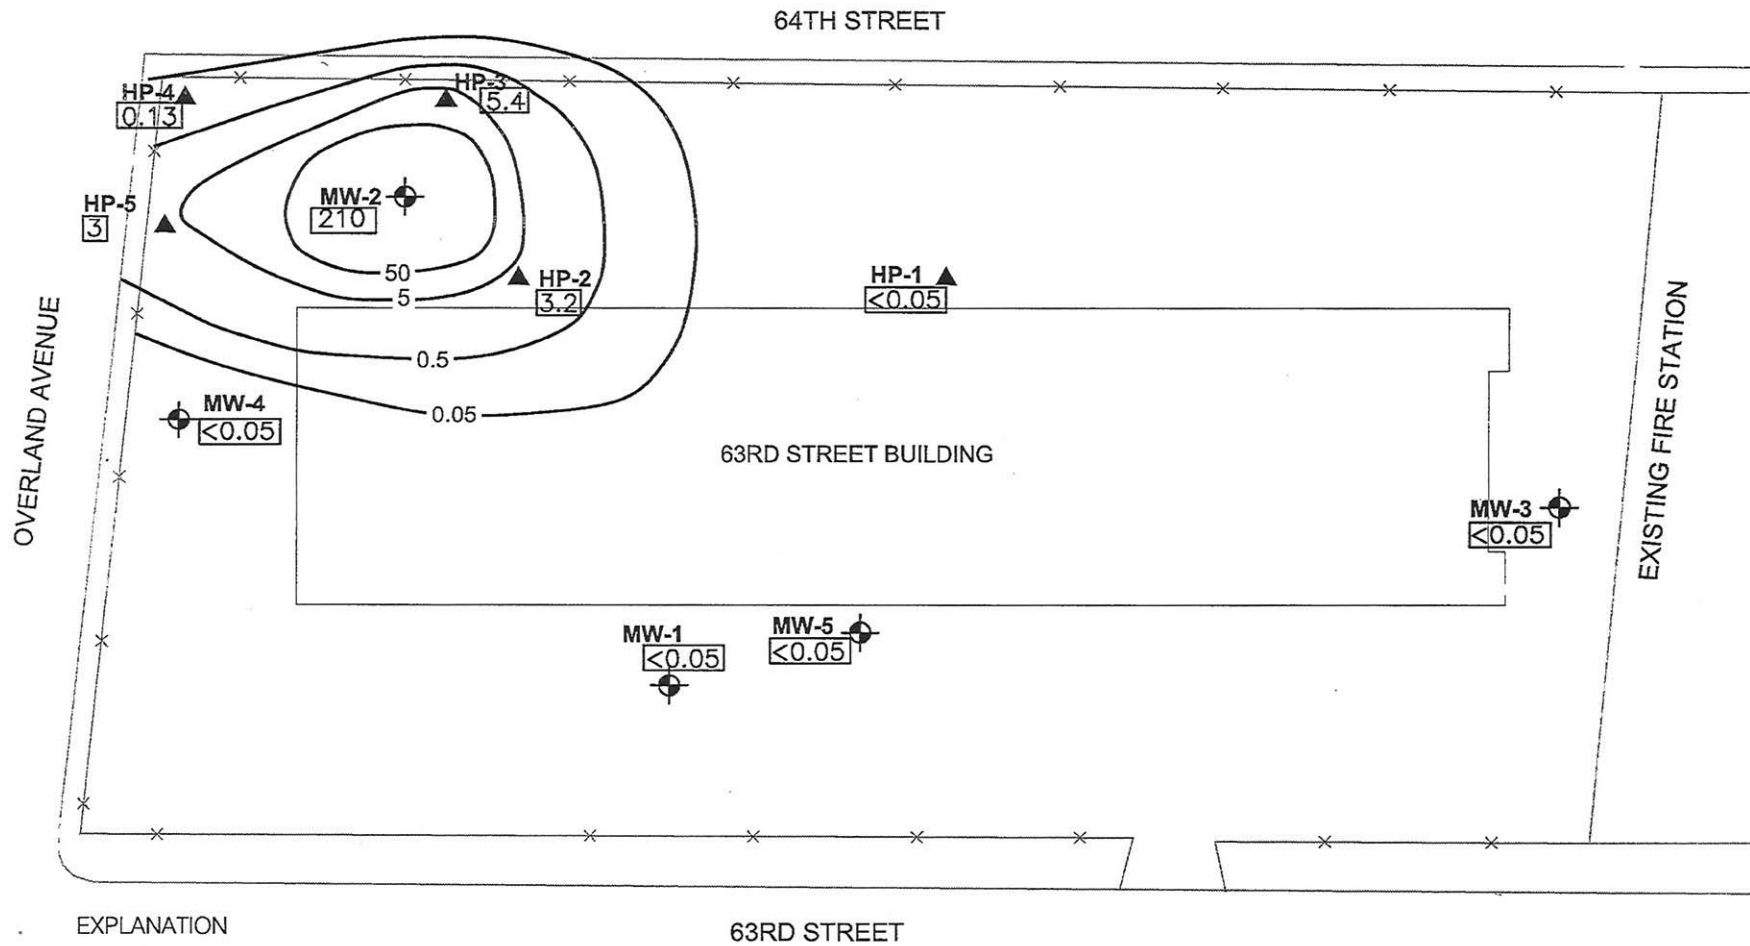 64TH STREET
HP-4
0.13
HP-3
5.4
MW-2
210
HP-5
3
50
5
HP-2
3.2
HP-1
<0.05
0.5
0.05
MW-4
<0.05
OVERLAND AVENUE
63RD STREET BUILDING
EXISTING FIRE STATION
MW-3
<0.05
MW-1
<0.05
MW-5
<0.05
EXPLANATION
63RD STREET